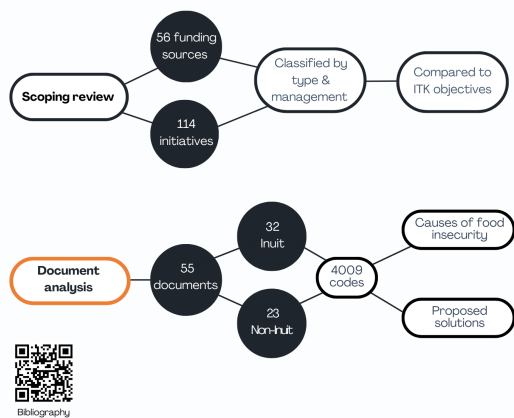 56 funding
sources
Scoping review
114
initiatives
Classified by
type &
management
Compared to
ITK objectives
Document
analysis
55
documents
32
Inuit
23
Non-Inuit
4009
codes
Causes of food
insecurity
Proposed
solutions
Bibliography